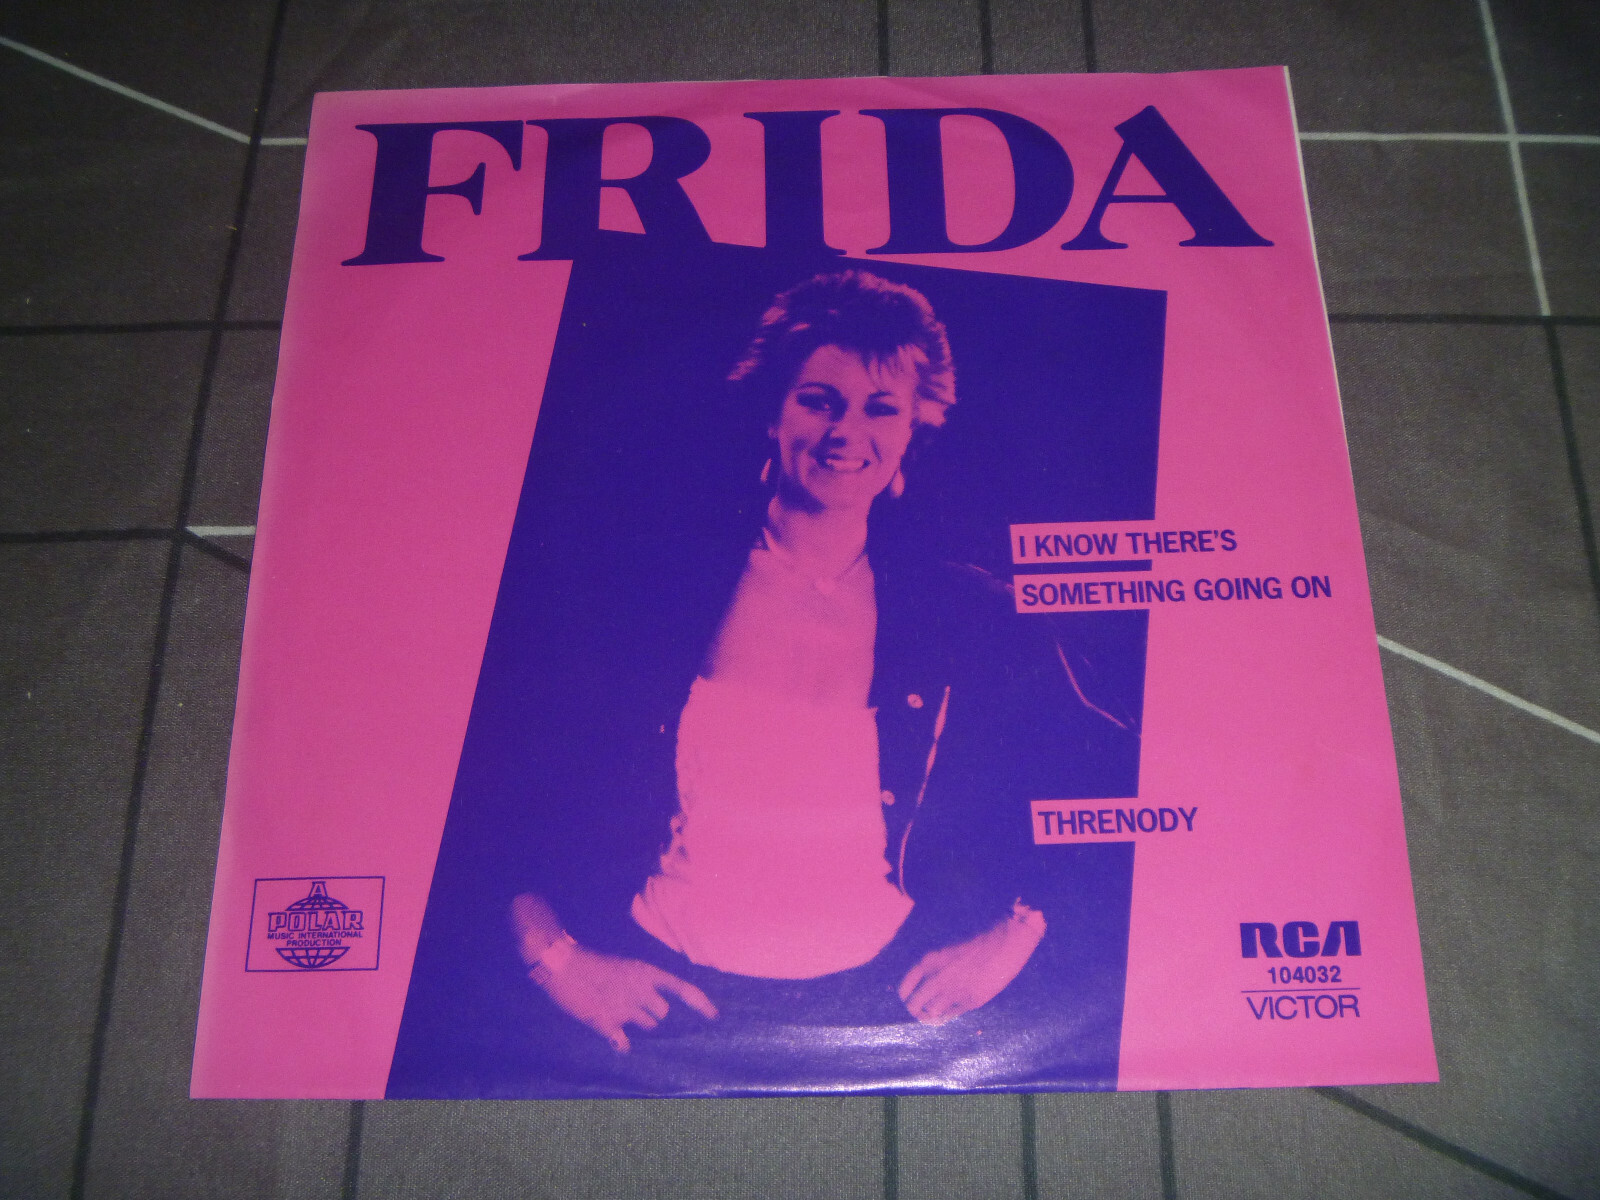 FRIDA
I KNOW THERE'S
SOMETHING GOING ON
THRENODY
A
POLAR
MUSIC INTERNATIONAL
PRODUCTION
RCA
104032
VICTOR